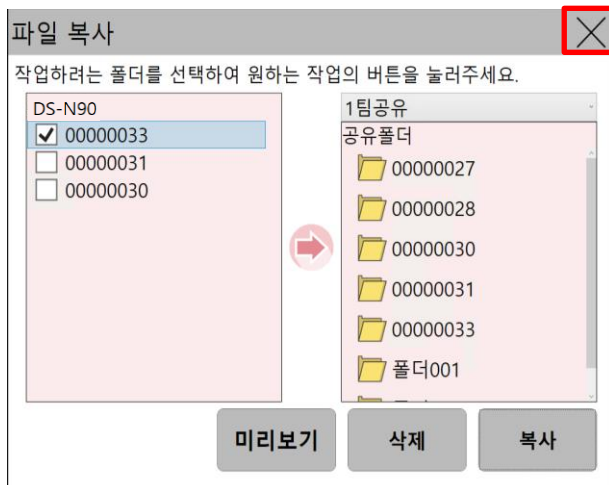 파일 복사
작업하려는 폴더를 선택하여 원하는 작업의 버튼을 눌러주세요.
DS-N90
00000033
00000031
00000030
1팀공유
공유폴더
00000027
00000028
00000030
00000031
00000033
폴더001
미리보기
삭제
복사